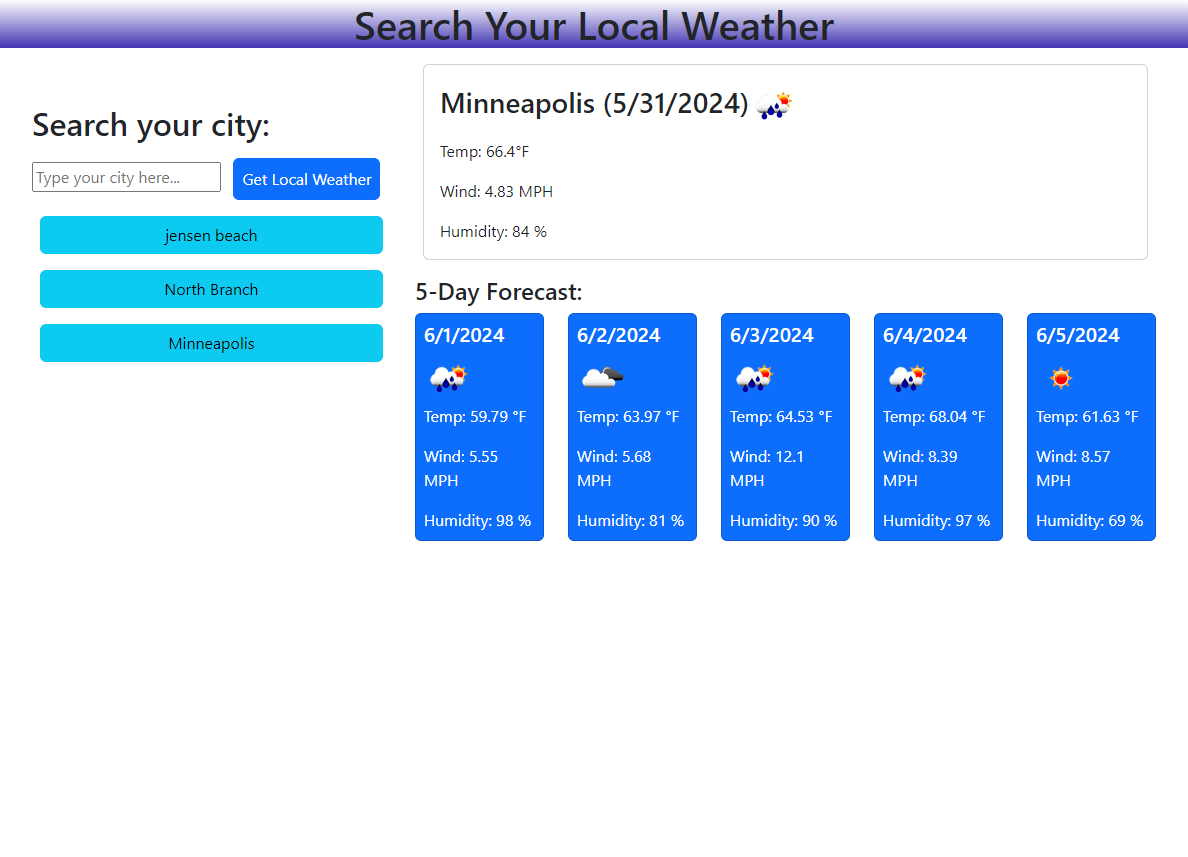 Search Your Local Weather
Search your city:
Type your city here...
Get Local Weather
jensen beach
North Branch
Minneapolis
Minneapolis (5/31/2024)
Temp: 66.4°F
Wind: 4.83 MPH
Humidity: 84 %
5-Day Forecast:
6/1/2024
Temp: 59.79 °F
Wind: 5.55
MPH
Humidity: 98 %
6/2/2024
Temp: 63.97 °F
Wind: 5.68
MPH
Humidity: 81 %
6/3/2024
Temp: 64.53 °F
Wind: 12.1
MPH
Humidity: 90 %
6/4/2024
Temp: 68.04 °F
Wind: 8.39
MPH
Humidity: 97 %
6/5/2024
Temp: 61.63 °F
Wind: 8.57
MPH
Humidity: 69 %